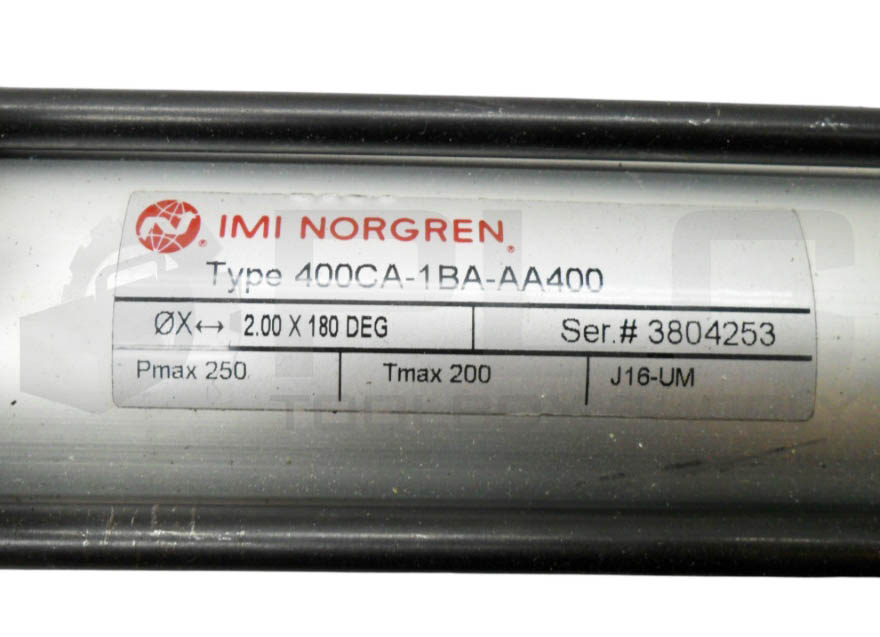 IMI NORGREN®
Type 400CA-1BA-AA400
ØX↔ 2.00 X 180 DEG Ser.# 3804253
Pmax 250 Tmax 200 J16-UM
PLC